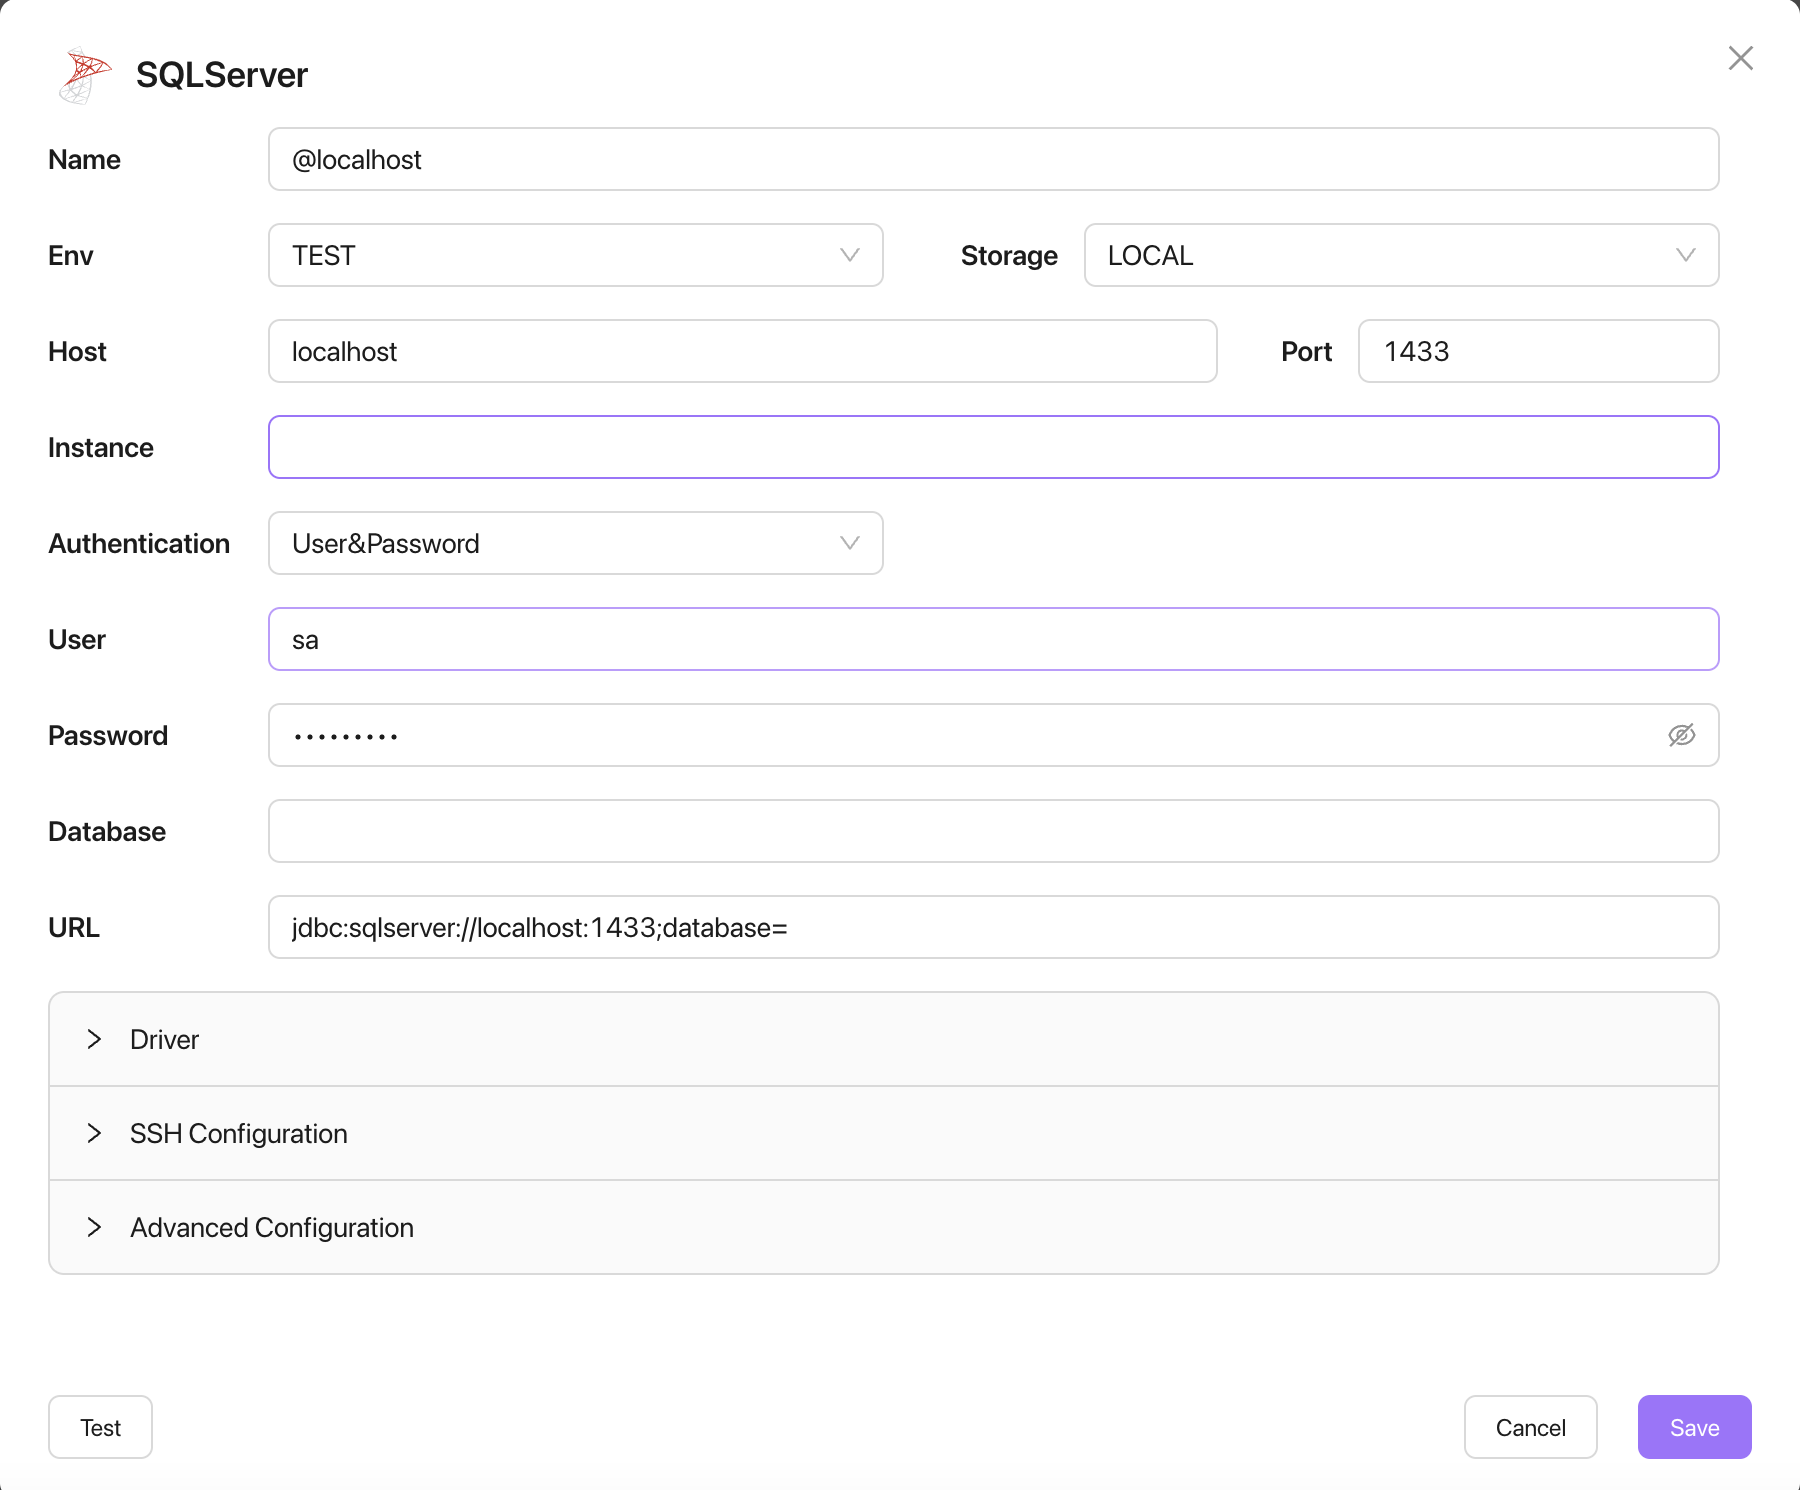 SQLServer
Name @localhost
Env TEST Storage LOCAL
Host localhost Port 1433
Instance
Authentication User&Password
User sa
Password •••••••••
Database
URL jdbc:sqlserver://localhost:1433;database=
Driver
SSH Configuration
Advanced Configuration
Test Cancel Save